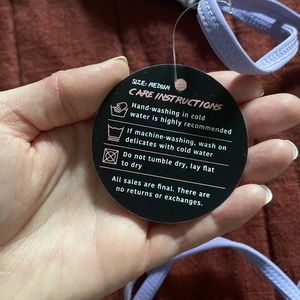 SIZE: MEDIUM
CARE INSTRUCTIONS
Hand-washing in cold
water is highly recommended
If machine-washing, wash on
delicates with cold water
Do not tumble dry, lay flat
to dry
All sales are final. There are
no returns or exchanges.